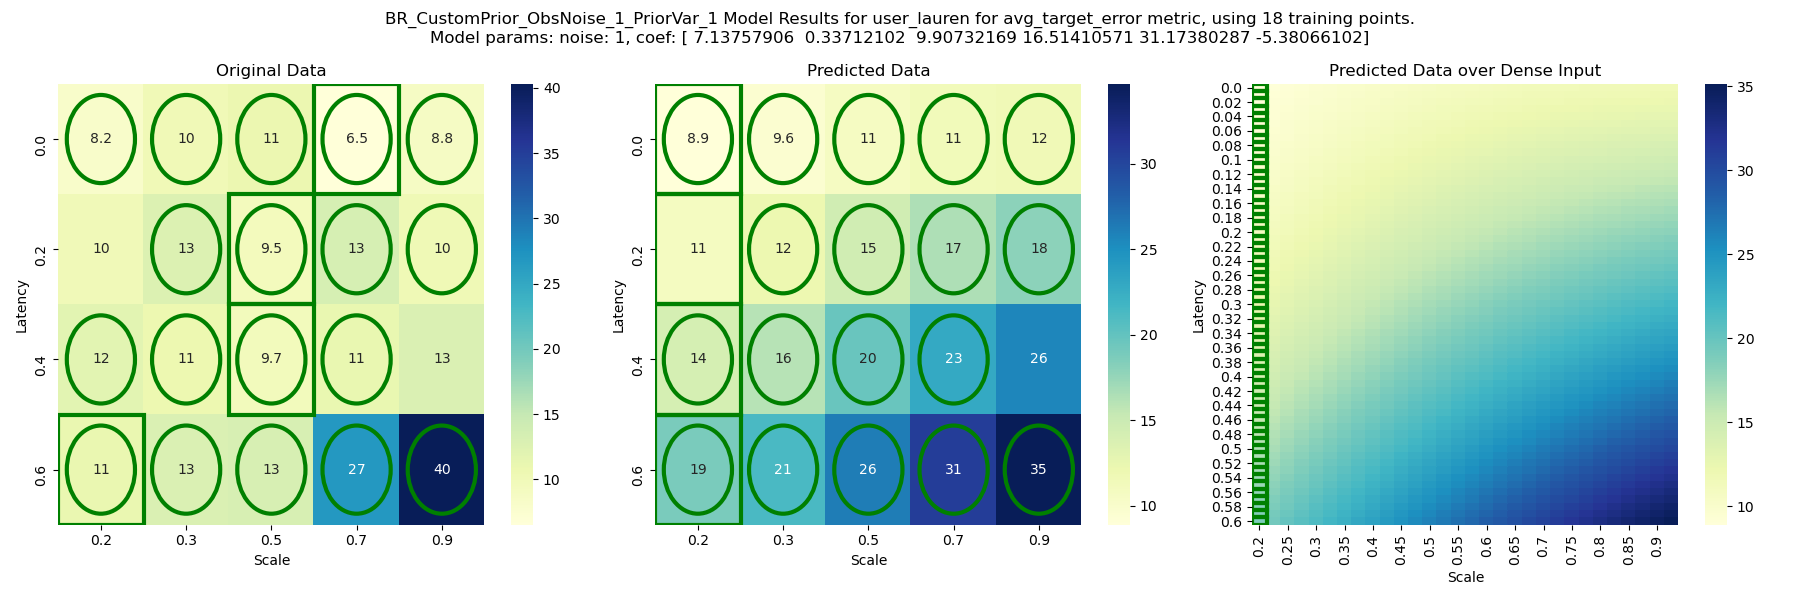 BR_CustomPrior_ObsNoise_1_PriorVar_1 Model Results for user_lauren for avg_target_error metric, using 18 training points.
Model params: noise: 1, coef: [ 7.13757906  0.33712102  9.90732169 16.51410571 31.17380287 -5.38066102]
Original Data
Latency
0.0 8.2 10 11 6.5 8.8
0.2 10 13 9.5 13 10
0.4 12 11 9.7 11 13
0.6 11 13 13 27 40
0.2 0.3 0.5 0.7 0.9
Scale
40
35
30
25
20
15
10
Predicted Data
Latency
0.0 8.9 9.6 11 11 12
0.2 11 12 15 17 18
0.4 14 16 20 23 26
0.6 19 21 26 31 35
0.2 0.3 0.5 0.7 0.9
Scale
30
25
20
15
10
Predicted Data over Dense Input
Latency
0.0
0.02
0.04
0.06
0.08
0.1
0.12
0.14
0.16
0.18
0.2
0.22
0.24
0.26
0.28
0.3
0.32
0.34
0.36
0.38
0.4
0.42
0.44
0.46
0.48
0.5
0.52
0.54
0.56
0.58
0.6
0.2 0.25 0.3 0.35 0.4 0.45 0.5 0.55 0.6 0.65 0.7 0.75 0.8 0.85 0.9
Scale
35
30
25
20
15
10